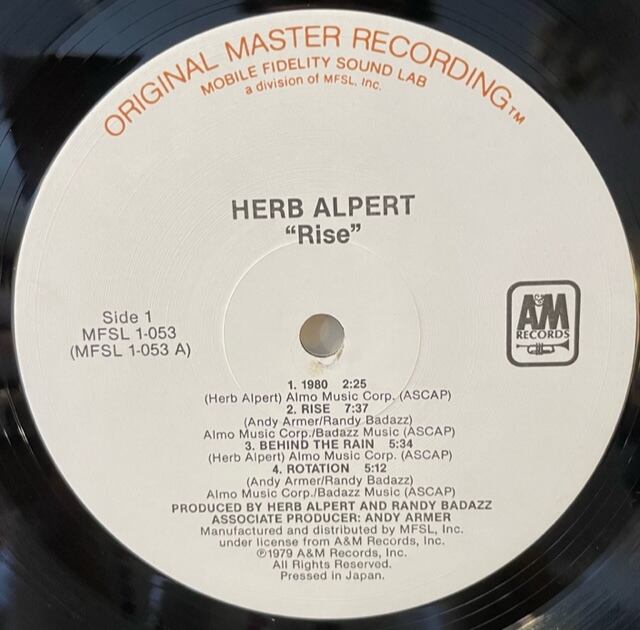 ORIGINAL MASTER RECORDING™
MOBILE FIDELITY SOUND LAB
a division of MFSL, Inc.
HERB ALPERT
“Rise”
Side 1
MFSL 1-053
(MFSL 1-053 A)
A&M
RECORDS
1. 1980 2:25
(Herb Alpert) Almo Music Corp. (ASCAP)
2. RISE 7:37
(Andy Armer/Randy Badazz)
Almo Music Corp./Badazz Music (ASCAP)
3. BEHIND THE RAIN 5:34
(Herb Alpert) Almo Music Corp. (ASCAP)
4. ROTATION 5:12
(Andy Armer/Randy Badazz)
Almo Music Corp./Badazz Music (ASCAP)
PRODUCED BY HERB ALPERT AND RANDY BADAZZ
ASSOCIATE PRODUCER: ANDY ARMER
Manufactured and distributed by MFSL, Inc.
under license from A&M Records, Inc.
℗1979 A&M Records, Inc.
All Rights Reserved.
Pressed in Japan.